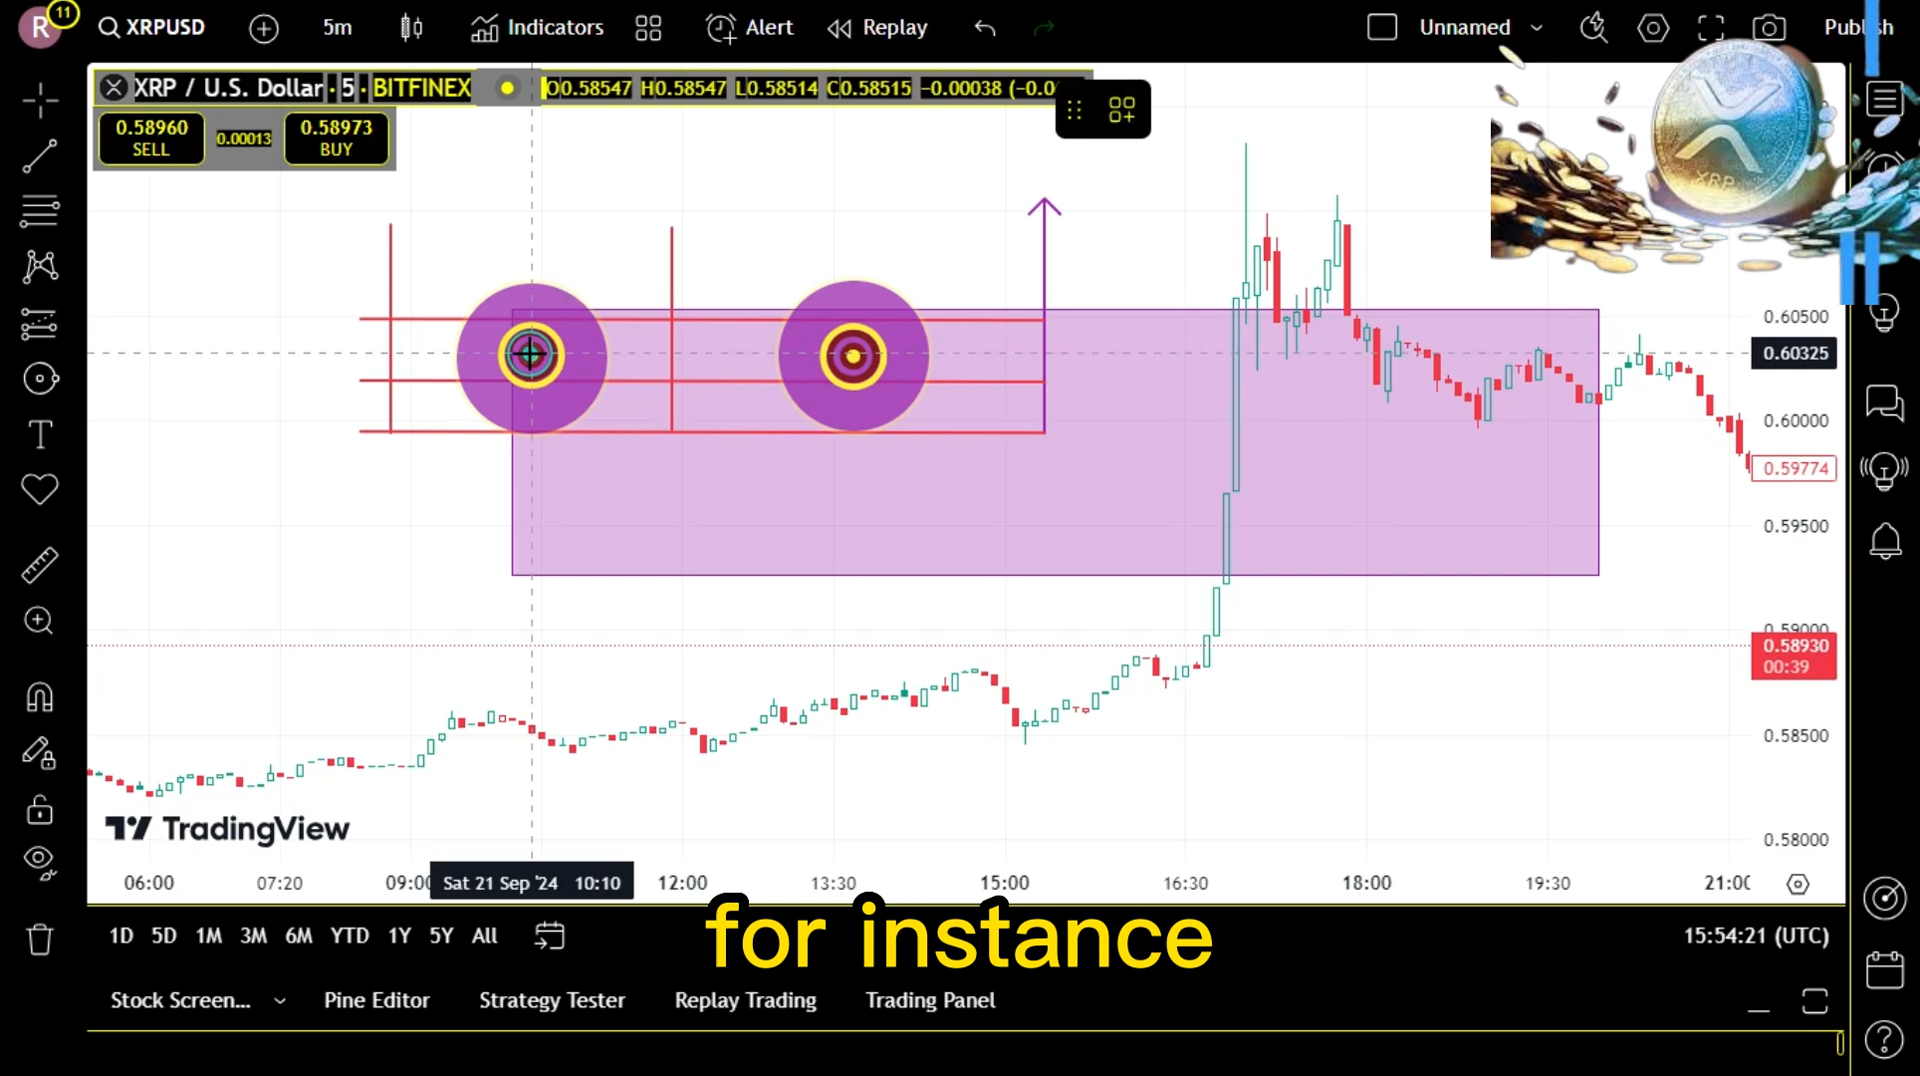 R 11 XRPUSD 5m Indicators Alert Replay Unnamed Publish
XRP / U.S. Dollar · 5 · BITFINEX O0.58547 H0.58547 L0.58514 C0.58515 −0.00038
0.58960 SELL 0.00013 0.58973 BUY
XRP
T
0.60500
0.60325
0.60000
0.59774
0.59500
0.59000
0.58930
00:39
0.58500
0.58000
TradingView
06:00 07:20 09:00 Sat 21 Sep '24 10:10 12:00 13:30 15:00 16:30 18:00 19:30 21:00
for instance
1D 5D 1M 3M 6M YTD 1Y 5Y All 15:54:21 (UTC)
Stock Screen... Pine Editor Strategy Tester Replay Trading Trading Panel